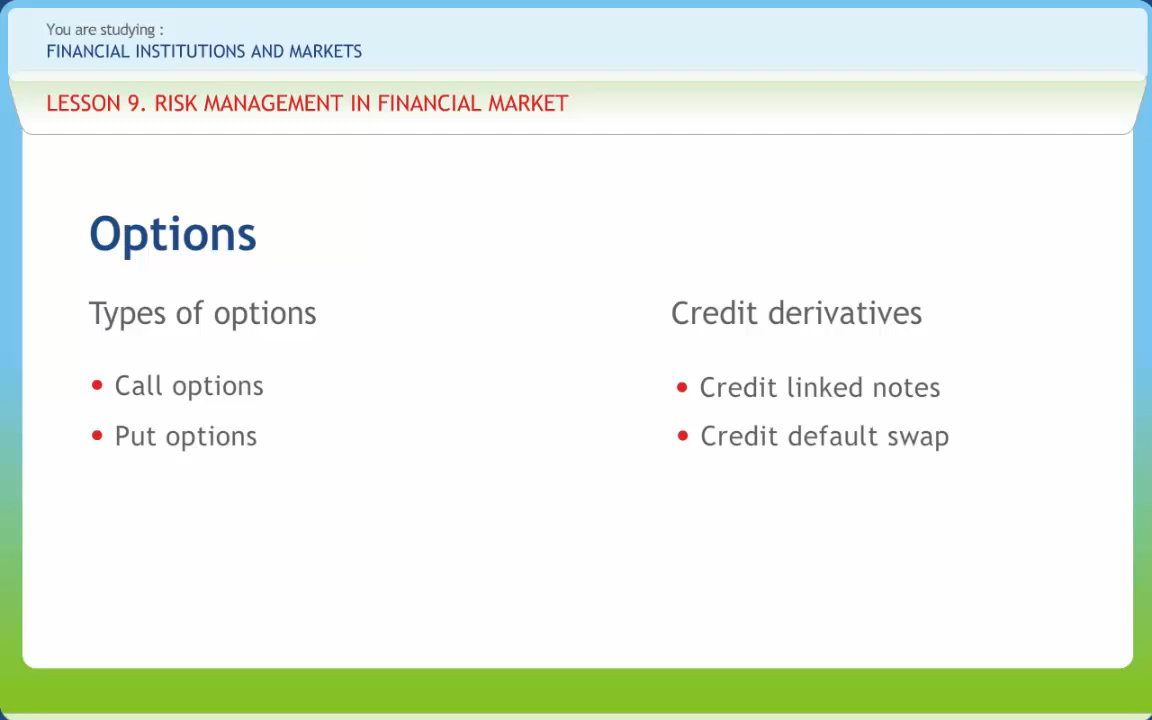 You are studying :
FINANCIAL INSTITUTIONS AND MARKETS
LESSON 9. RISK MANAGEMENT IN FINANCIAL MARKET
Options
Types of options
• Call options
• Put options
Credit derivatives
• Credit linked notes
• Credit default swap